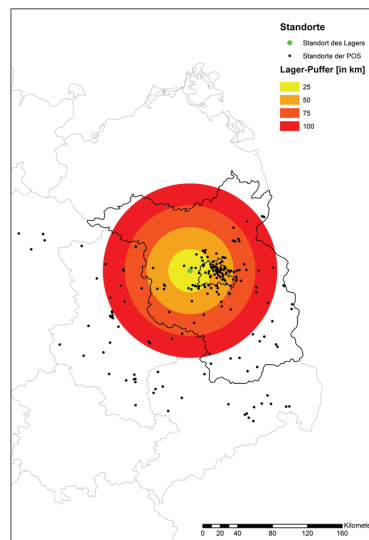 Standorte
Standort des Lagers
Standorte der POS
Lager-Puffer [in km]
25
50
75
100
Kilometer
0 20 40 80 120 160